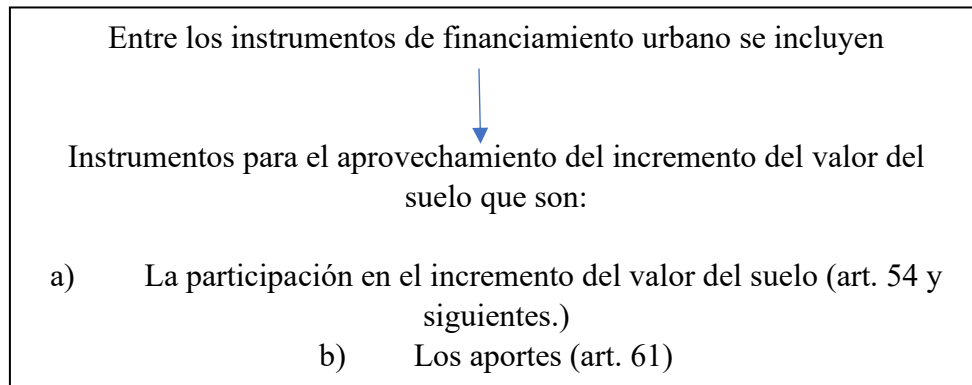 Entre los instrumentos de financiamiento urbano se incluyen
Instrumentos para el aprovechamiento del incremento del valor del
suelo que son:
a) La participación en el incremento del valor del suelo (art. 54 y
siguientes.)
b) Los aportes (art. 61)